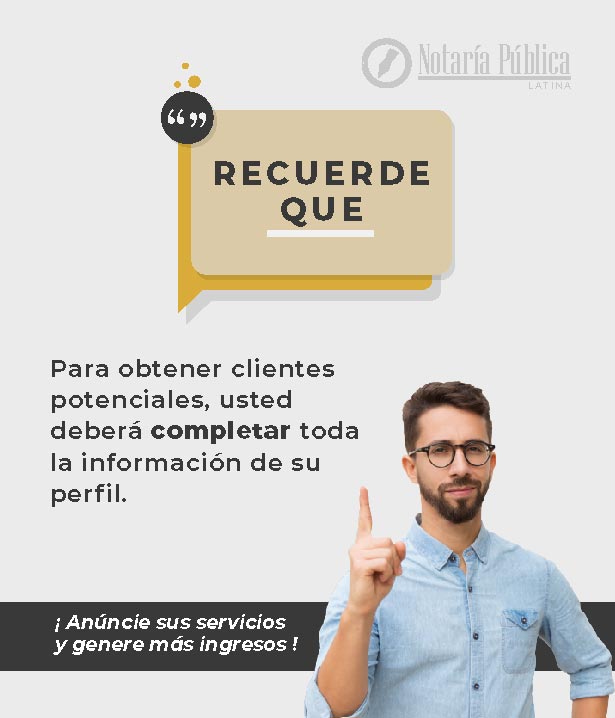 Notaría Pública
LATINA
“ ”
RECUERDE
QUE
Para obtener clientes
potenciales, usted
deberá completar toda
la información de su
perfil.
¡ Anúncie sus servicios
y genere más ingresos !